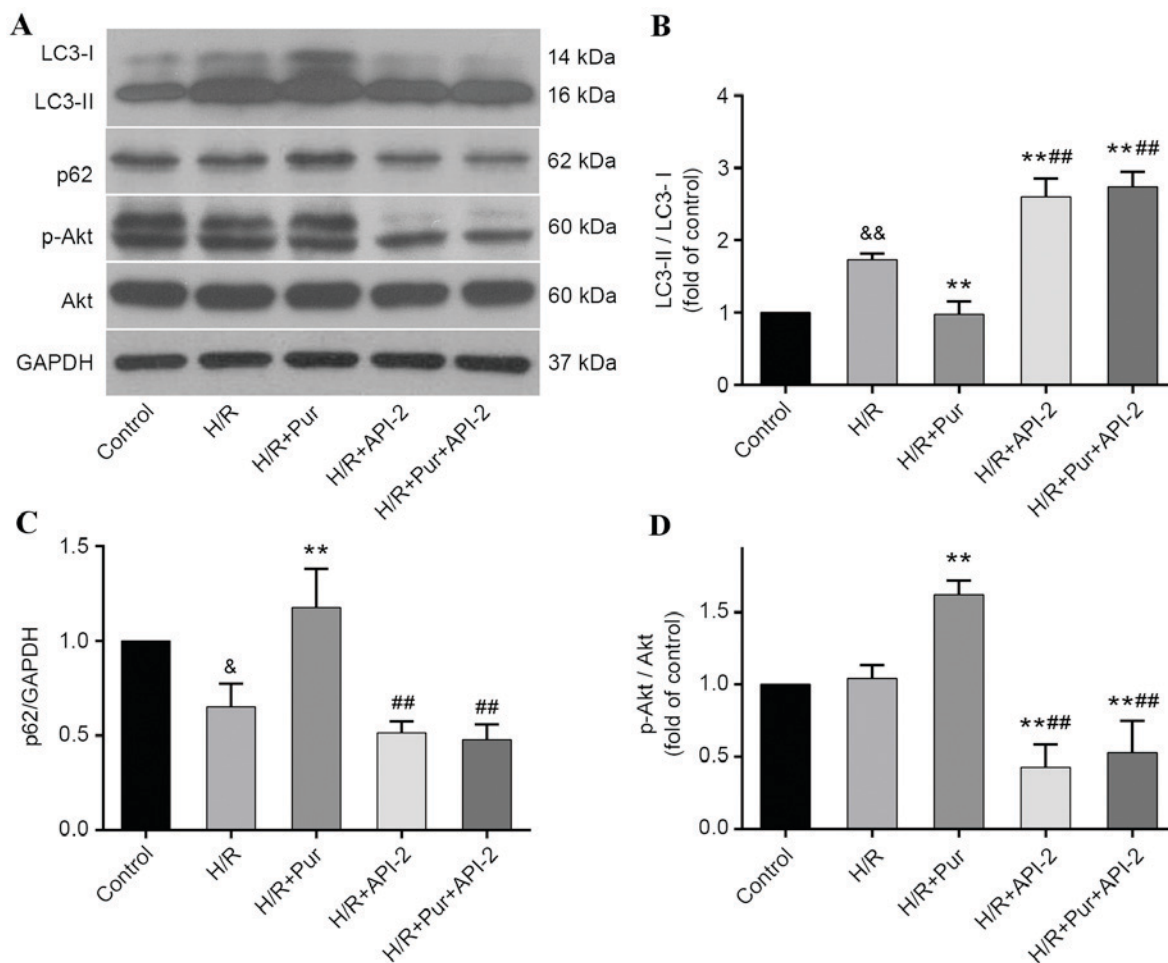 A
LC3-I
14 kDa
LC3-II
16 kDa
p62
62 kDa
p-Akt
60 kDa
Akt
60 kDa
GAPDH
37 kDa
Control
H/R
H/R+Pur
H/R+API-2
H/R+Pur+API-2
B
LC3-II / LC3- I
(fold of control)
4
3
2
1
0
&&
**
**##
**##
Control
H/R
H/R+Pur
H/R+API-2
H/R+Pur+API-2
C
p62/GAPDH
1.5
1.0
0.5
0.0
&
**
##
##
Control
H/R
H/R+Pur
H/R+API-2
H/R+Pur+API-2
D
p-Akt / Akt
(fold of control)
1.5
1.0
0.5
0.0
**
**##
**##
Control
H/R
H/R+Pur
H/R+API-2
H/R+Pur+API-2